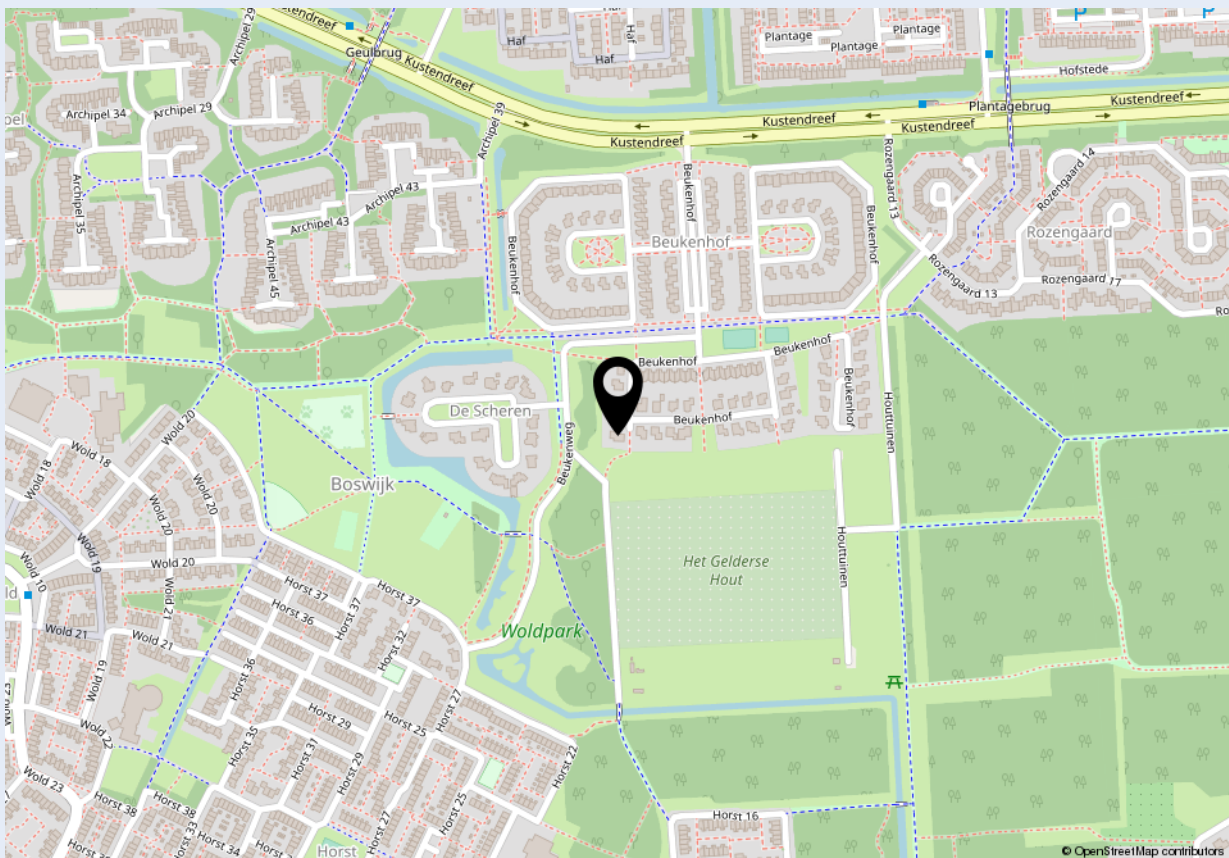 Kustendreef
Haf
Haf
Haf
Plantage
Plantage
Plantage
P
P
Archipel 29
Geulbrug
Kustendreef
Hofstede
Archipel 34
Archipel 29
Archipel 39
Kustendreef
Kustendreef
Kustendreef
Plantagebrug
Kustendreef
Archipel 35
Archipel 43
Archipel 43
Archipel 45
Beukenhof
Beukenhof
Beukenhof
Beukenhof
Rozengaard 13
Rozengaard 14
Rozengaard
Rozengaard 13
Rozengaard 17
Beukenhof
Beukenhof
Beukenhof
Beukenhof
De Scheren
Beukenweg
Houttuinen
Wold 20
Wold 18
Wold 18
Wold 20
Wold 20
Boswijk
Wold 19
Wold 10
Wold 20
Wold 21
Wold 21
Wold 21
Wold 19
Wold 22
Wold 23
Houttuinen
Het Gelderse
Hout
Woldpark
Horst 37
Horst 37
Horst 37
Horst 36
Horst 32
Horst 36
Horst 27
Horst 29
Horst 25
Horst 35
Horst 31
Horst 29
Horst 22
Horst 38
Horst 38
Horst 33
Horst 34
Horst 27
Horst 25
Horst
Horst 16
© OpenStreetMap contributors